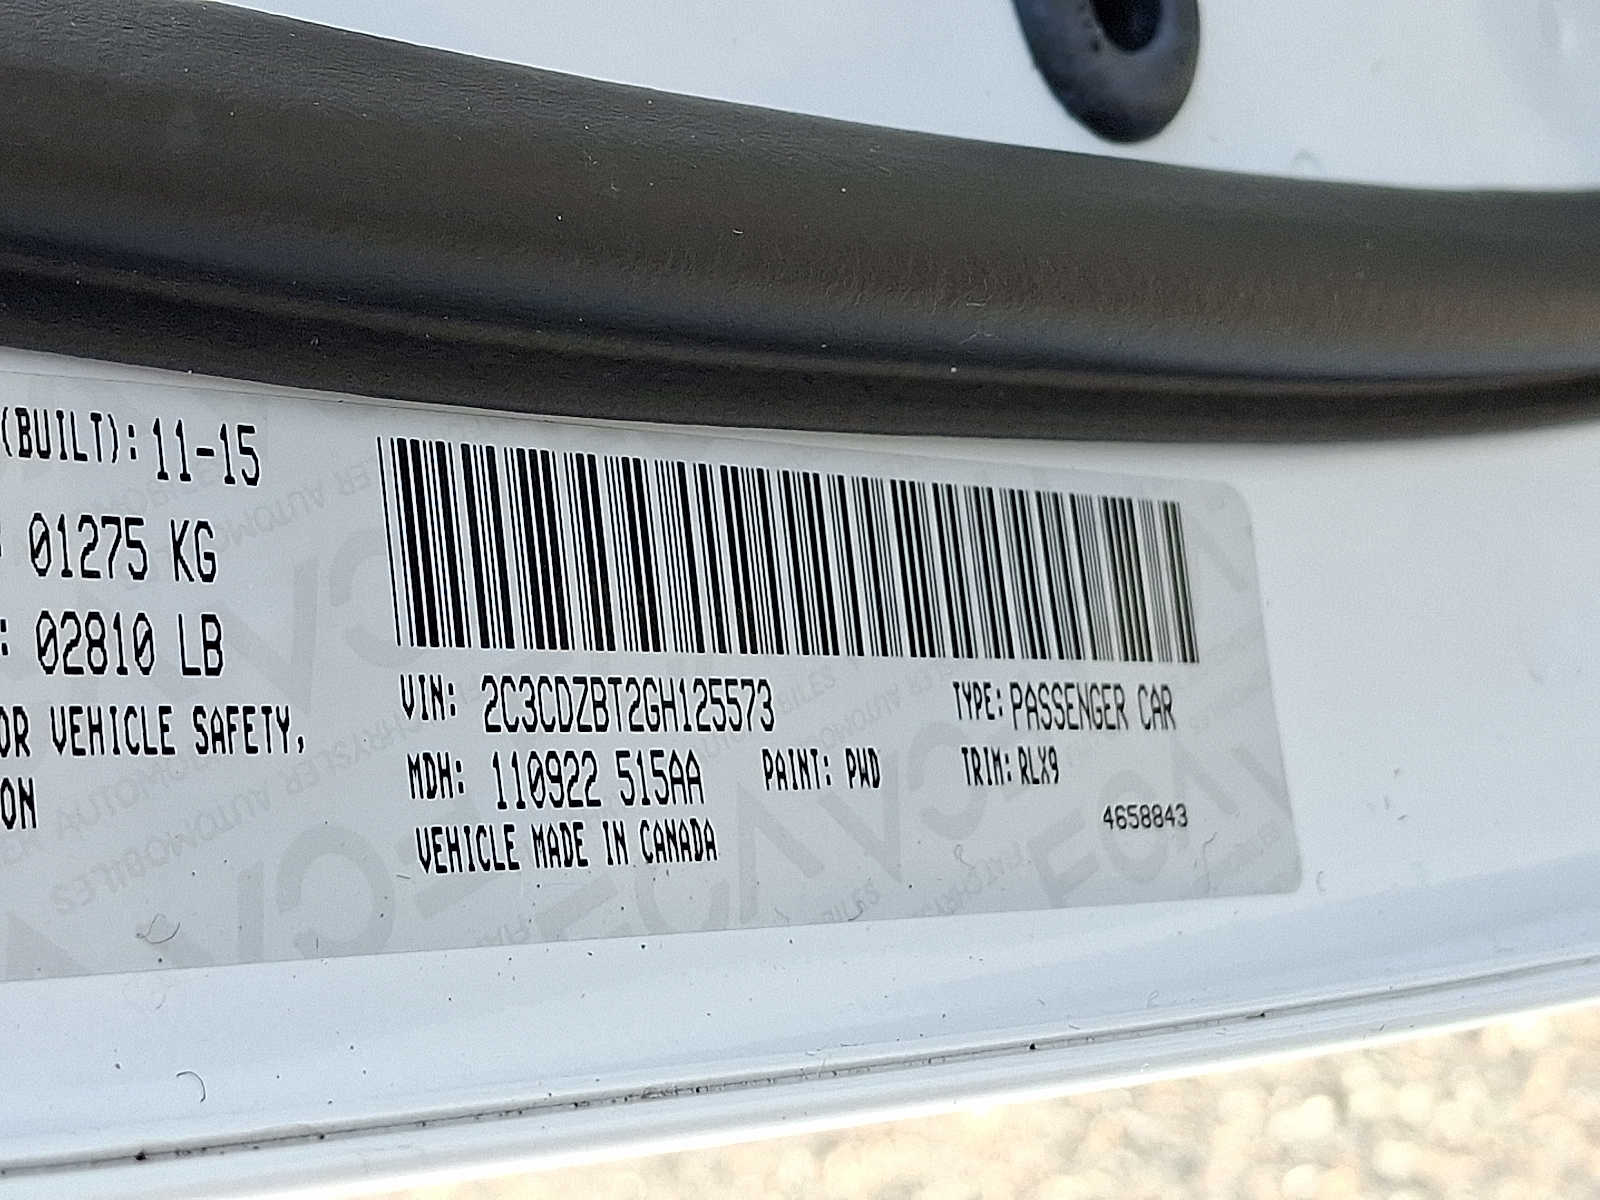 (BUILT): 11-15
01275 KG
: 02810 LB
OR VEHICLE SAFETY,
ON
VIN: 2C3CDZBT2GH125573
TYPE: PASSENGER CAR
MDH: 110922 515AA
PAINT: PWD
TRIM: RLX9
VEHICLE MADE IN CANADA
4658843